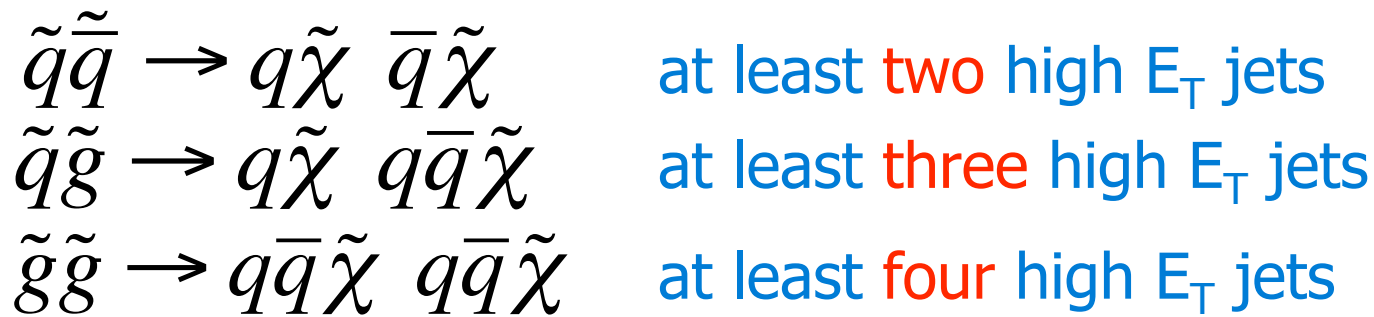 q̃q̄̃ → qχ̃ q̄χ̃ at least two high E_T jets
q̃g̃ → qχ̃ qq̄χ̃ at least three high E_T jets
g̃g̃ → qq̄χ̃ qq̄χ̃ at least four high E_T jets